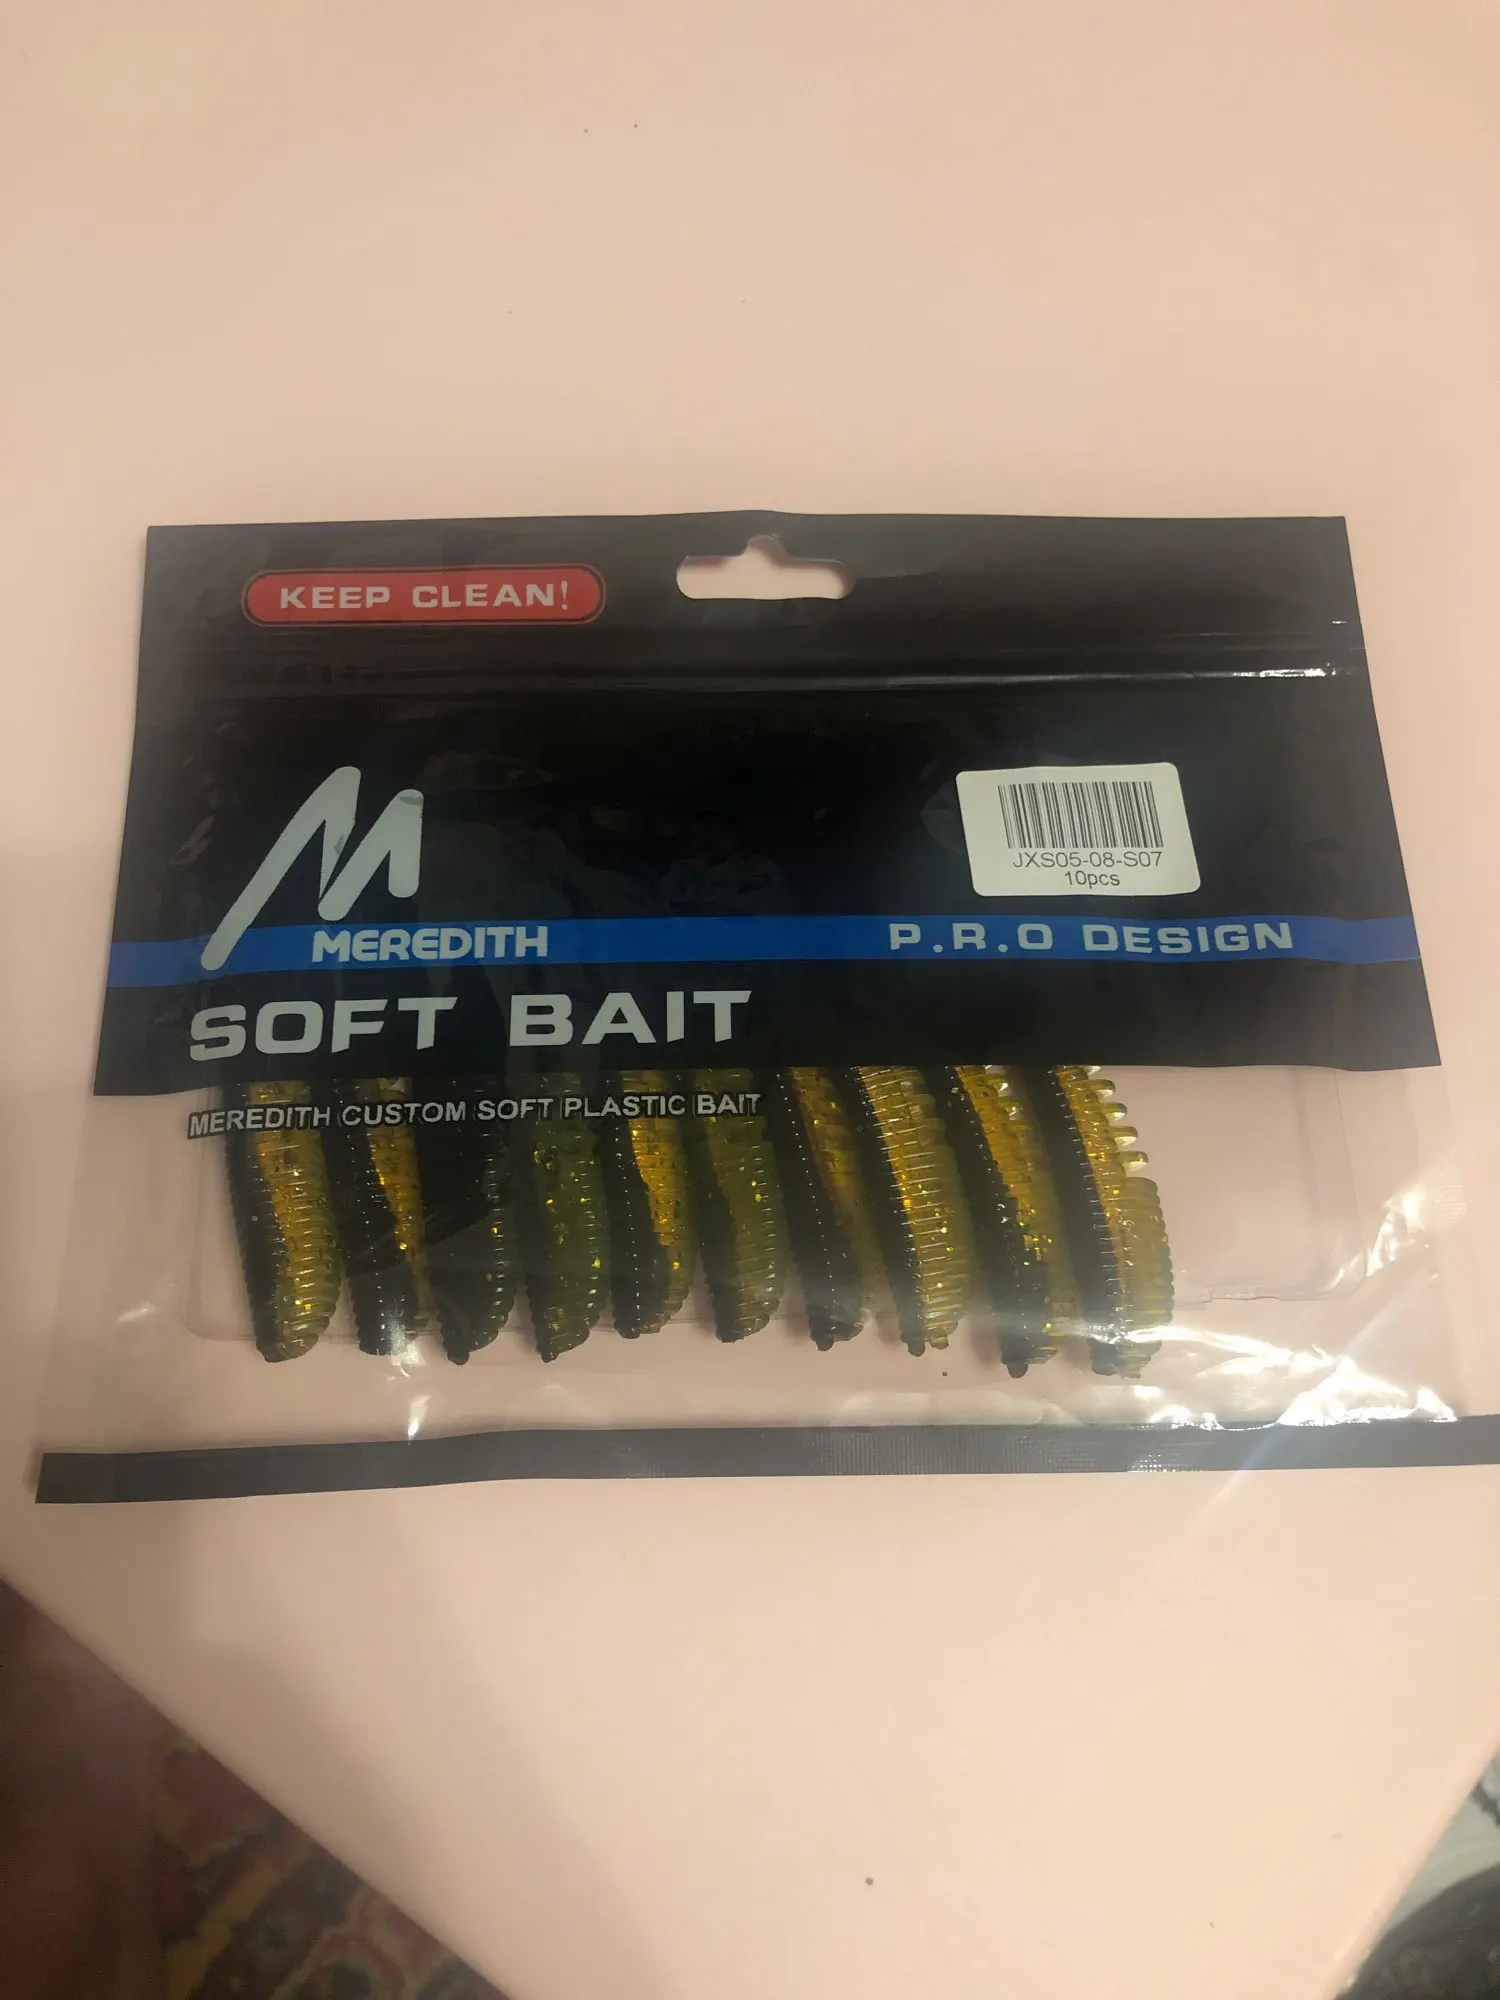 KEEP CLEAN!
JXS05-08-S07
10pcs
MEREDITH
P.R.O DESIGN
SOFT BAIT
MEREDITH CUSTOM SOFT PLASTIC BAIT